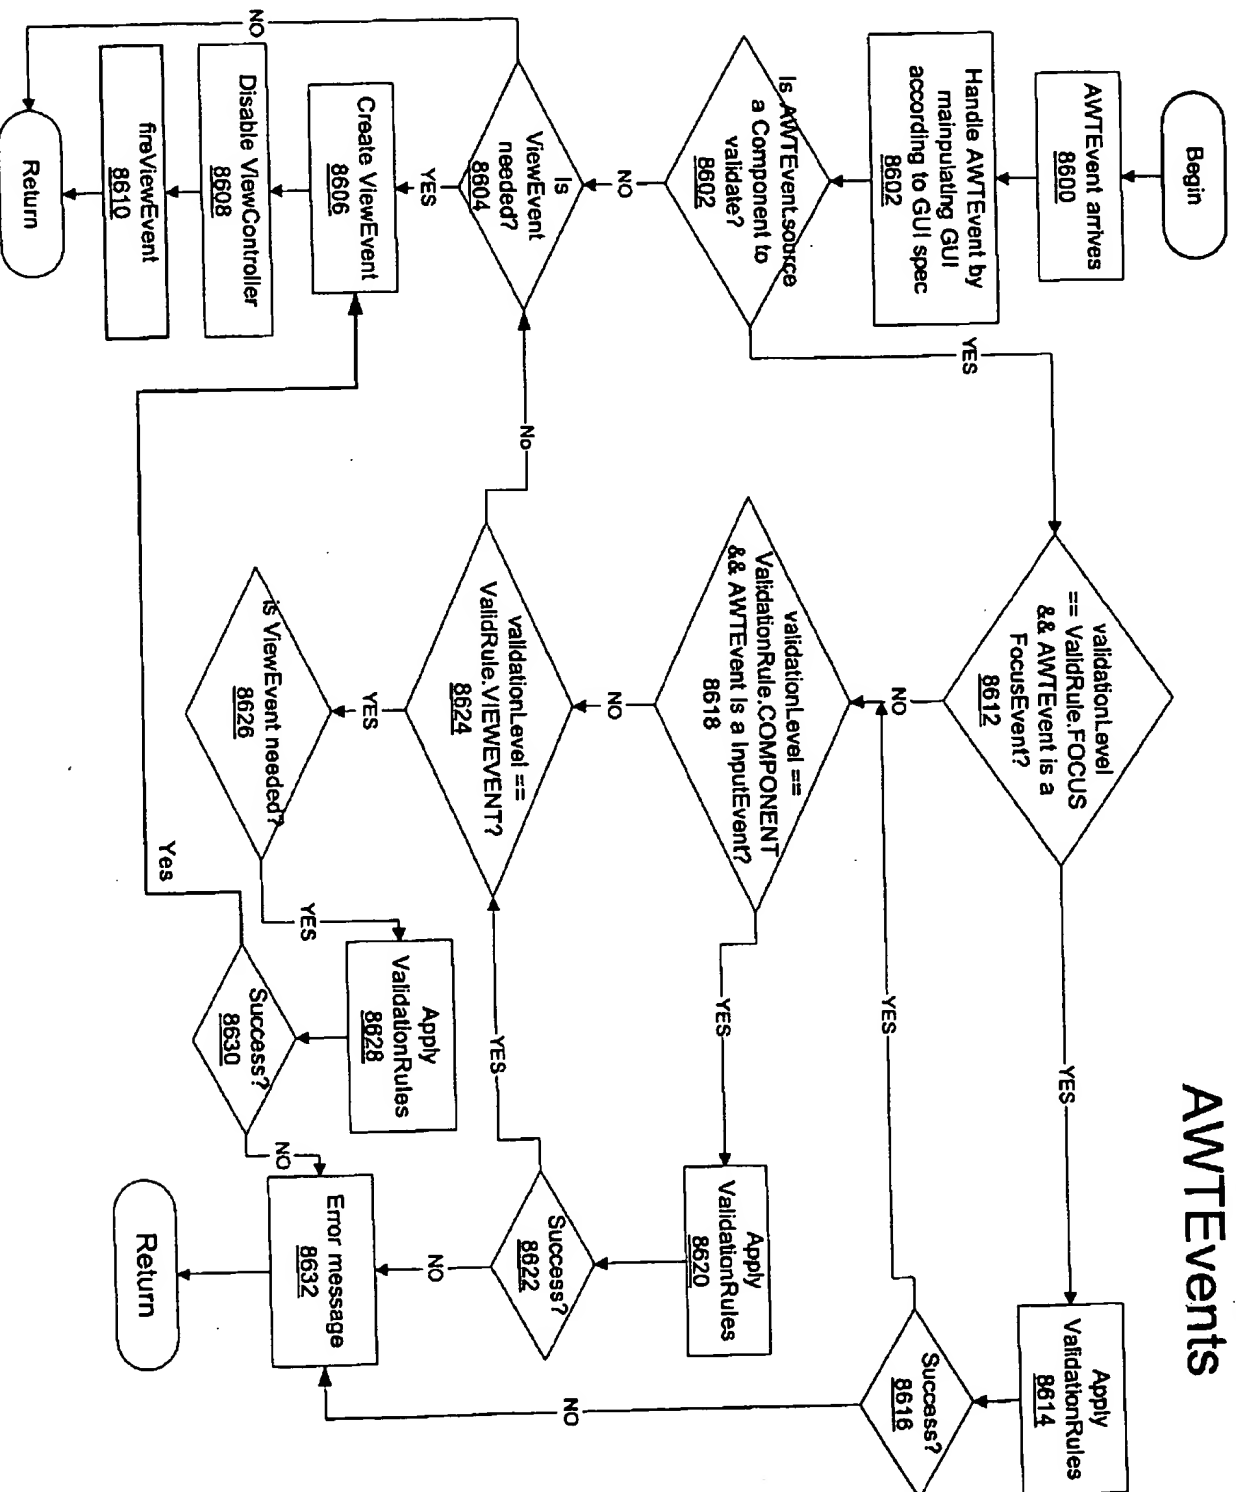 AWTEvents
Begin
AWTEvent arrives
8600
Handle AWTEvent by
mainpulating GUI
according to GUI spec
8602
Is AWTEvent.source
a Component to
validate?
8602
NO
YES
Is
ViewEvent
needed?
8604
NO
YES
Create ViewEvent
8606
Disable ViewController
8608
fireViewEvent
8610
Return
validationLevel
== ValidRule.FOCUS
&& AWTEvent is a
FocusEvent?
8612
NO
YES
Apply
ValidationRules
8614
Success?
8616
YES
NO
validationLevel ==
ValidationRule.COMPONENT
&& AWTEvent is a InputEvent?
8618
NO
YES
Apply
ValidationRules
8620
Success?
8622
YES
NO
validationLevel ==
ValidRule.VIEWEVENT?
8624
No
YES
is ViewEvent needed?
8626
YES
Apply
ValidationRules
8628
Success?
8630
Yes
NO
Error message
8632
Return